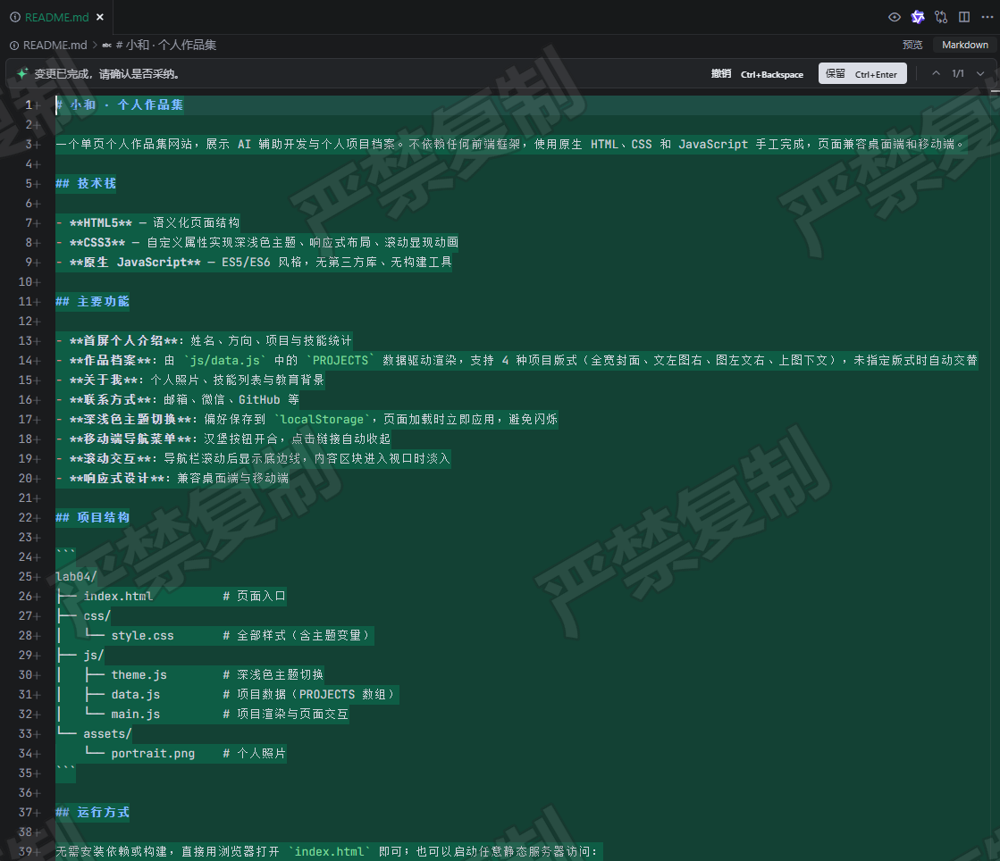 README.md
README.md > # 小和 · 个人作品集
预览 Markdown
变更已完成，请确认是否采纳。 撤销 Ctrl+Backspace 保留 Ctrl+Enter 1/1
1+ # 小和 · 个人作品集
2+
3+ 一个单页个人作品集网站，展示 AI 辅助开发与个人项目档案。不依赖任何前端框架，使用原生 HTML、CSS 和 JavaScript 手工完成，页面兼容桌面端和移动端。
4+
5+ ## 技术栈
6+
7+ - **HTML5** — 语义化页面结构
8+ - **CSS3** — 自定义属性实现深浅色主题、响应式布局、滚动显现动画
9+ - **原生 JavaScript** — ES5/ES6 风格，无第三方库、无构建工具
10+
11+ ## 主要功能
12+
13+ - **首屏个人介绍**：姓名、方向、项目与技能统计
14+ - **作品档案**：由 `js/data.js` 中的 `PROJECTS` 数据驱动渲染，支持 4 种项目版式（全宽封面、文左图右、图左文右、上图下文），未指定版式时自动交替
15+ - **关于我**：个人照片、技能列表与教育背景
16+ - **联系方式**：邮箱、微信、GitHub 等
17+ - **深浅色主题切换**：偏好保存到 `localStorage`，页面加载时立即应用，避免闪烁
18+ - **移动端导航菜单**：汉堡按钮开合，点击链接自动收起
19+ - **滚动交互**：导航栏滚动后显示底边线，内容区块进入视口时淡入
20+ - **响应式设计**：兼容桌面端与移动端
21+
22+ ## 项目结构
23+
24+ ```
25+ lab04/
26+ ├── index.html # 页面入口
27+ ├── css/
28+ │   └── style.css # 全部样式（含主题变量）
29+ ├── js/
30+ │   ├── theme.js # 深浅色主题切换
31+ │   ├── data.js # 项目数据（PROJECTS 数组）
32+ │   └── main.js # 项目渲染与页面交互
33+ └── assets/
34+     └── portrait.png # 个人照片
35+ ```
36+
37+ ## 运行方式
38+
39+ 无需安装依赖或构建，直接用浏览器打开 `index.html` 即可；也可以启动任意静态服务器访问：
严禁复制
严禁复制
严禁复制
严禁复制